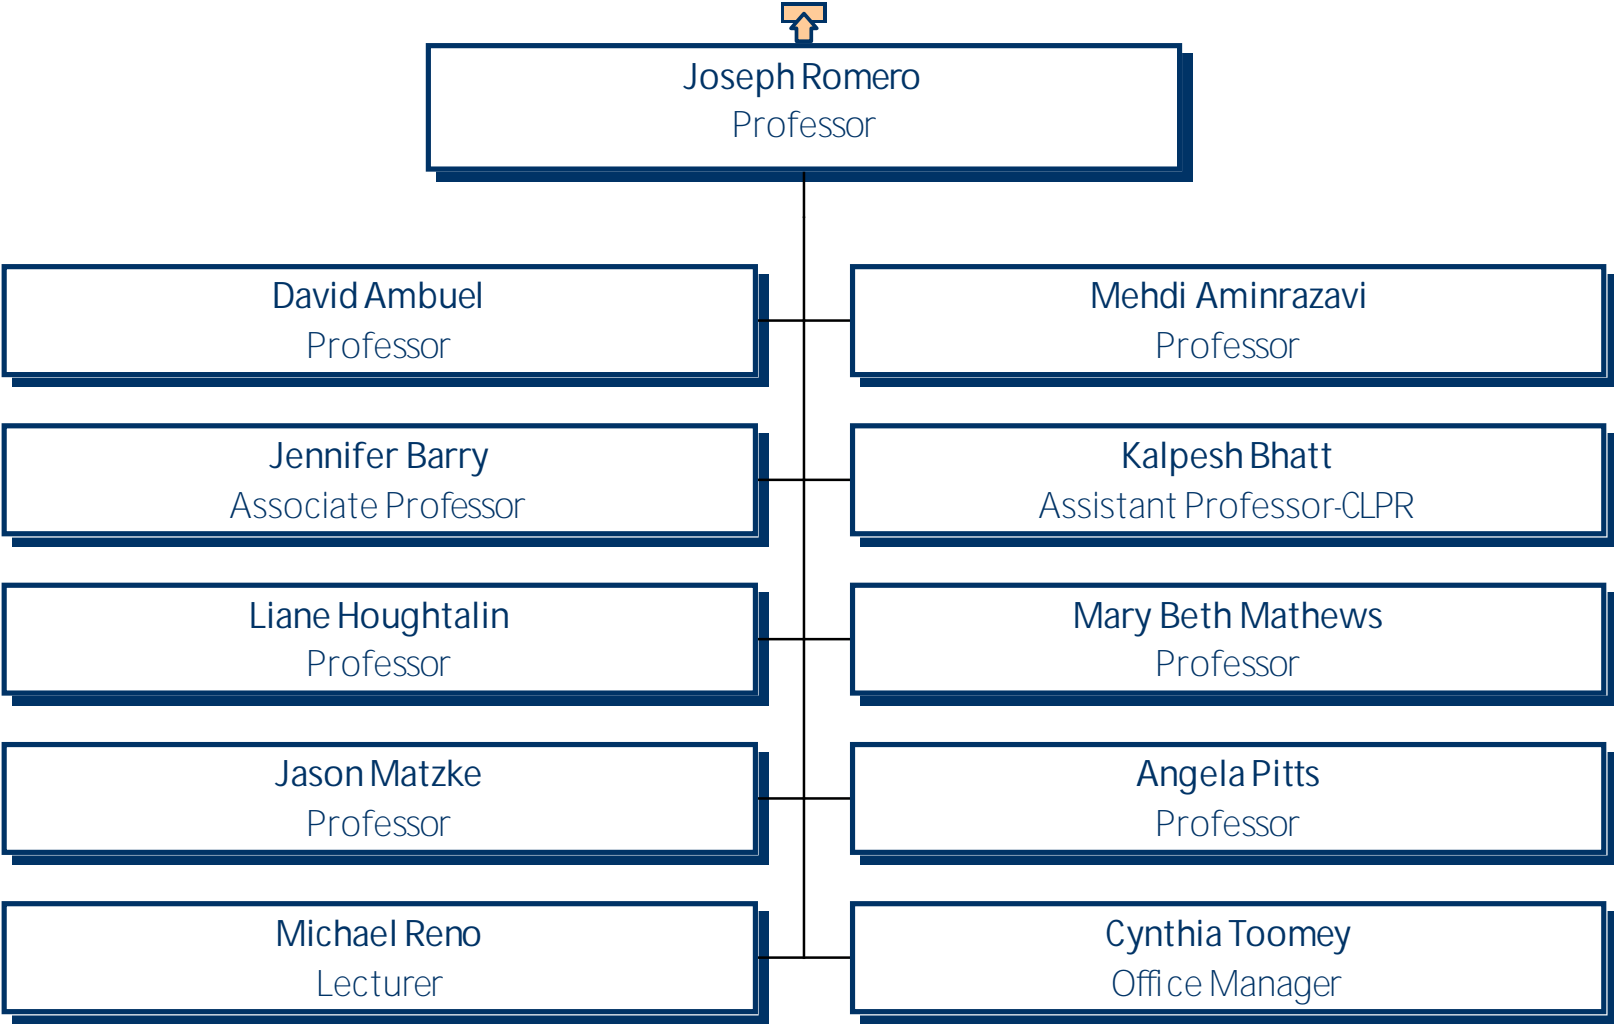 Joseph Romero
Professor
David Ambuel
Professor
Mehdi Aminrazavi
Professor
Jennifer Barry
Associate Professor
Kalpesh Bhatt
Assistant Professor-CLPR
Liane Houghtalin
Professor
Mary Beth Mathews
Professor
Jason Matzke
Professor
Angela Pitts
Professor
Michael Reno
Lecturer
Cynthia Toomey
Office Manager